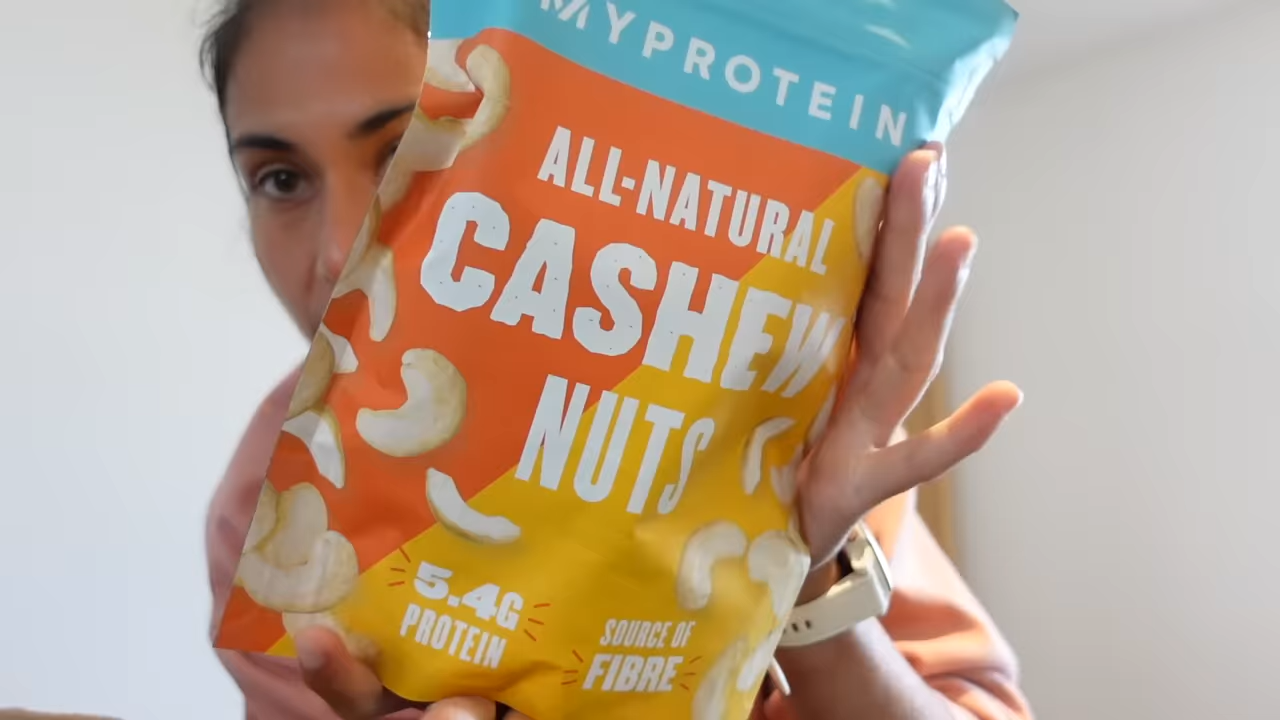 MYPROTEIN
ALL-NATURAL
CASHEW
NUTS
5.4G
PROTEIN
SOURCE OF
FIBRE